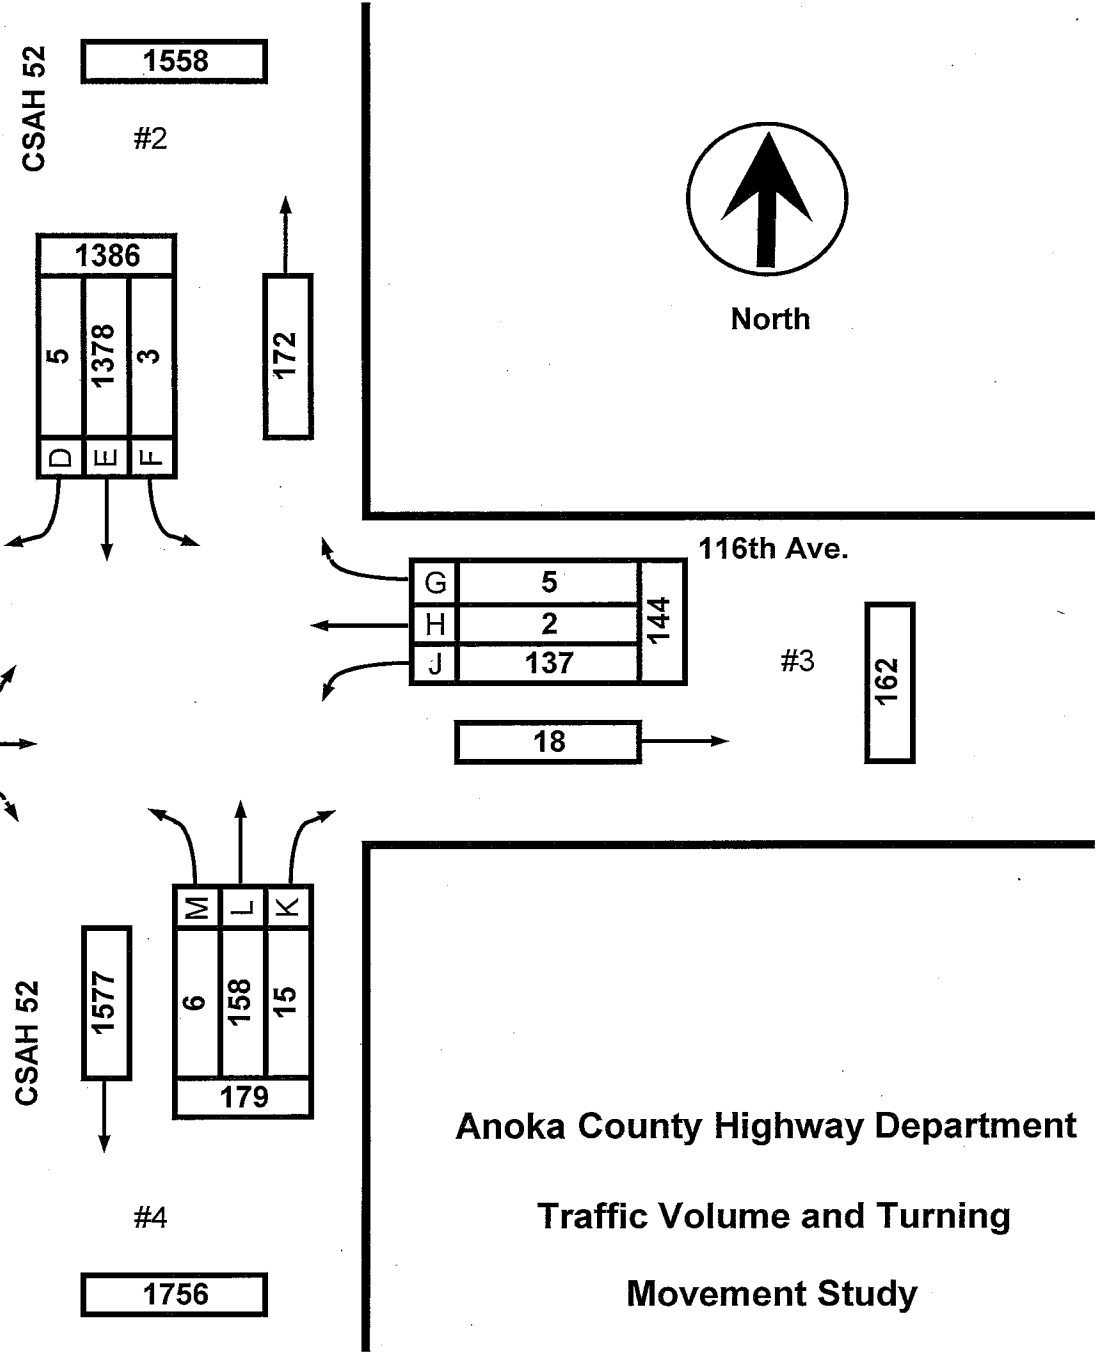 CSAH 52
1558
#2
1386
5
1378
3
D
E
F
172
North
116th Ave.
G 5
H 2
J 137
144
18
#3
162
M
L
K
6
158
15
179
1577
CSAH 52
#4
1756
Anoka County Highway Department
Traffic Volume and Turning
Movement Study